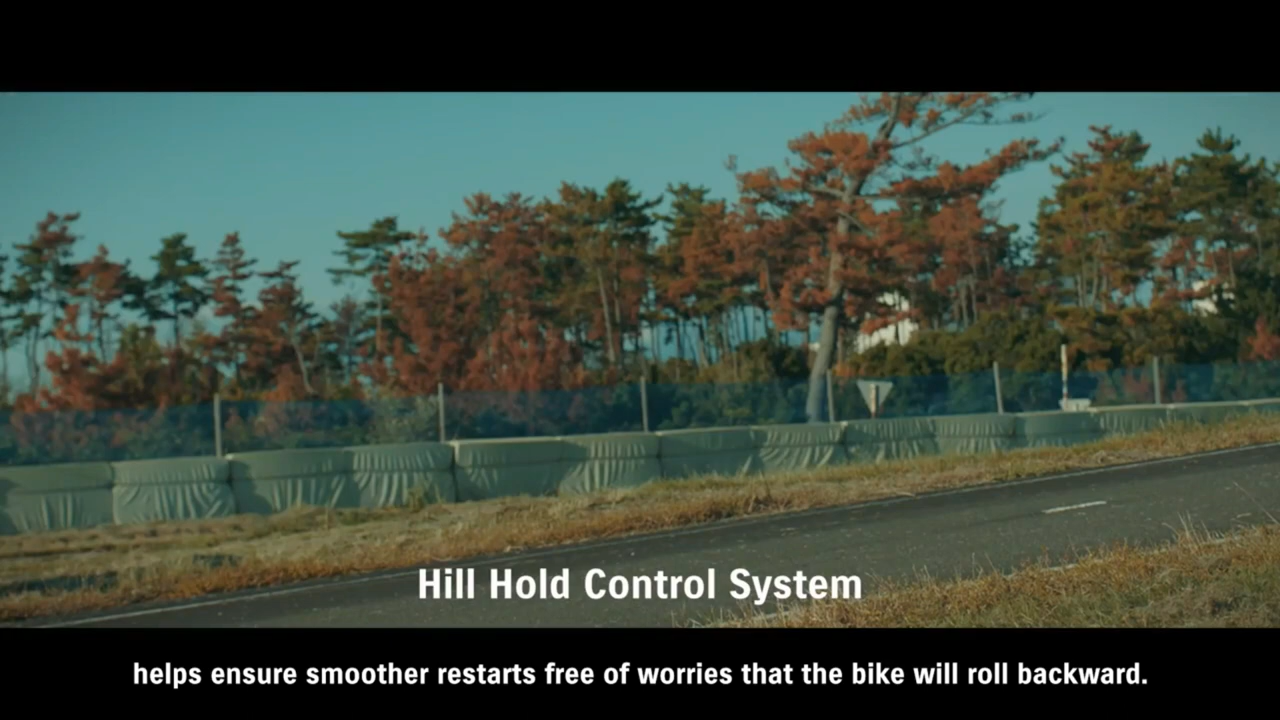 Hill Hold Control System
helps ensure smoother restarts free of worries that the bike will roll backward.